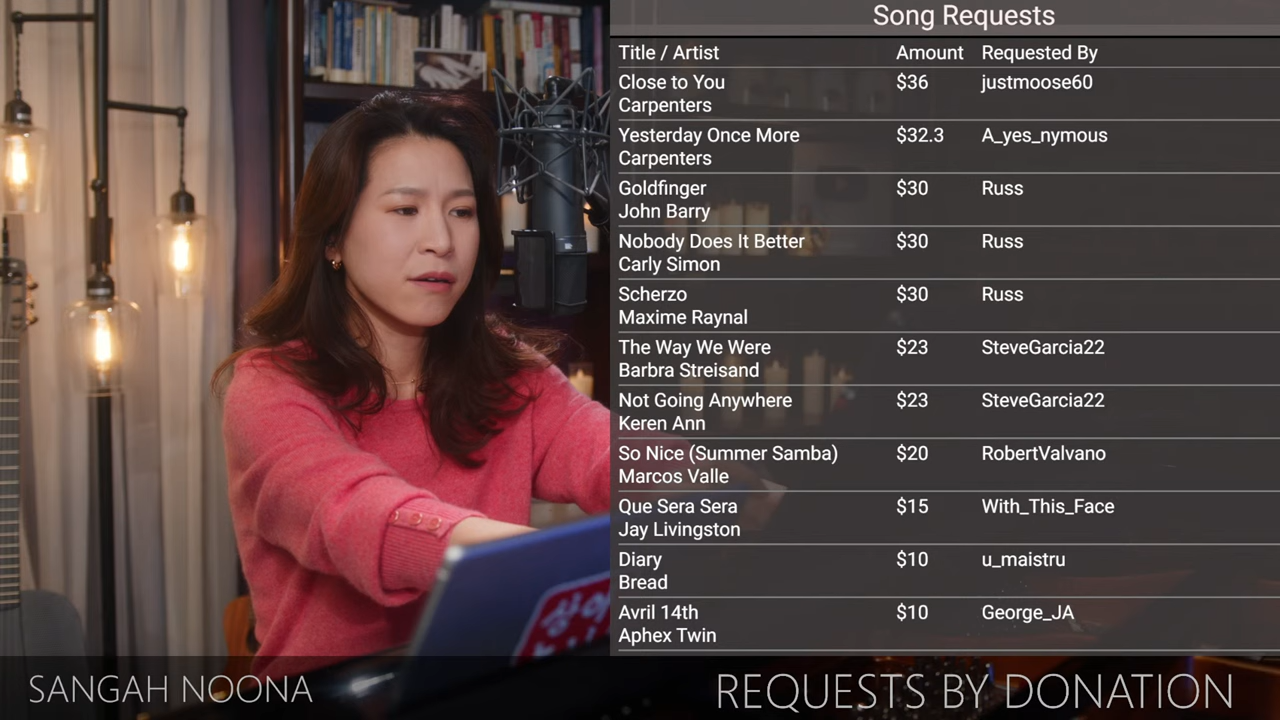 Song Requests
Title / Artist Amount Requested By
Close to You $36 justmoose60
Carpenters
Yesterday Once More $32.3 A_yes_nymous
Carpenters
Goldfinger $30 Russ
John Barry
Nobody Does It Better $30 Russ
Carly Simon
Scherzo $30 Russ
Maxime Raynal
The Way We Were $23 SteveGarcia22
Barbra Streisand
Not Going Anywhere $23 SteveGarcia22
Keren Ann
So Nice (Summer Samba) $20 RobertValvano
Marcos Valle
Que Sera Sera $15 With_This_Face
Jay Livingston
Diary $10 u_maistru
Bread
Avril 14th $10 George_JA
Aphex Twin
SANGAH NOONA
REQUESTS BY DONATION